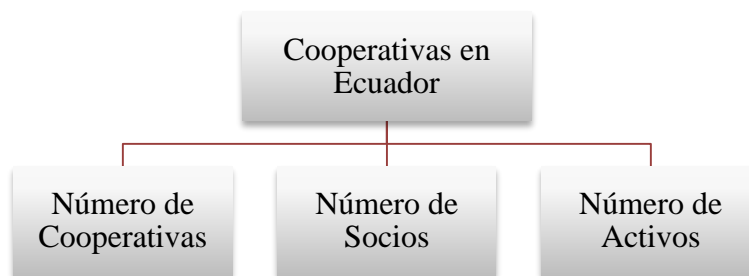 Cooperativas en
Ecuador
Número de
Cooperativas
Número de
Socios
Número de
Activos